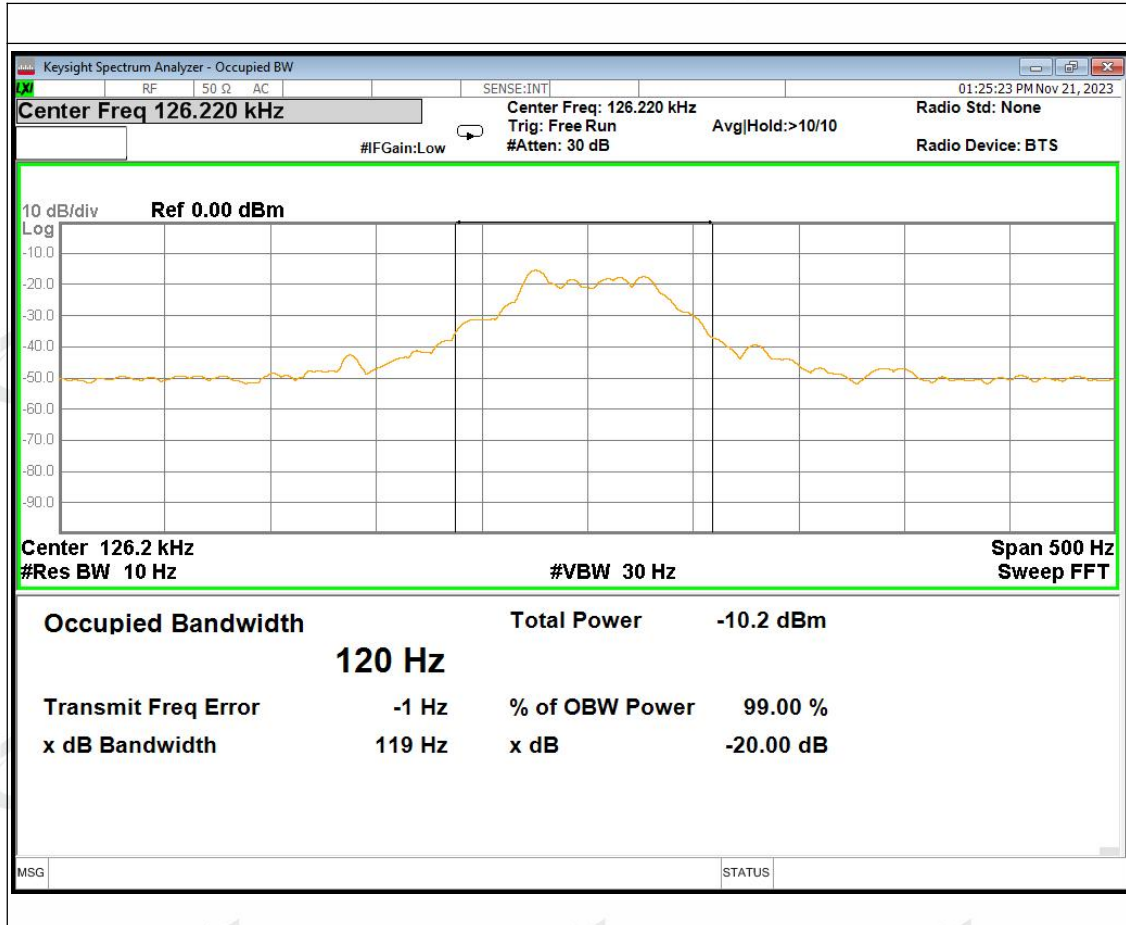 Keysight Spectrum Analyzer - Occupied BW
LXI RF 50 Ω AC SENSE:INT 01:25:23 PM Nov 21, 2023
Center Freq 126.220 kHz Center Freq: 126.220 kHz Radio Std: None
Trig: Free Run Avg|Hold:>10/10
#IFGain:Low #Atten: 30 dB Radio Device: BTS
10 dB/div Ref 0.00 dBm
Log
-10.0
-20.0
-30.0
-40.0
-50.0
-60.0
-70.0
-80.0
-90.0
Center 126.2 kHz Span 500 Hz
#Res BW 10 Hz #VBW 30 Hz Sweep FFT
Occupied Bandwidth Total Power -10.2 dBm
120 Hz
Transmit Freq Error -1 Hz % of OBW Power 99.00 %
x dB Bandwidth 119 Hz x dB -20.00 dB
MSG STATUS